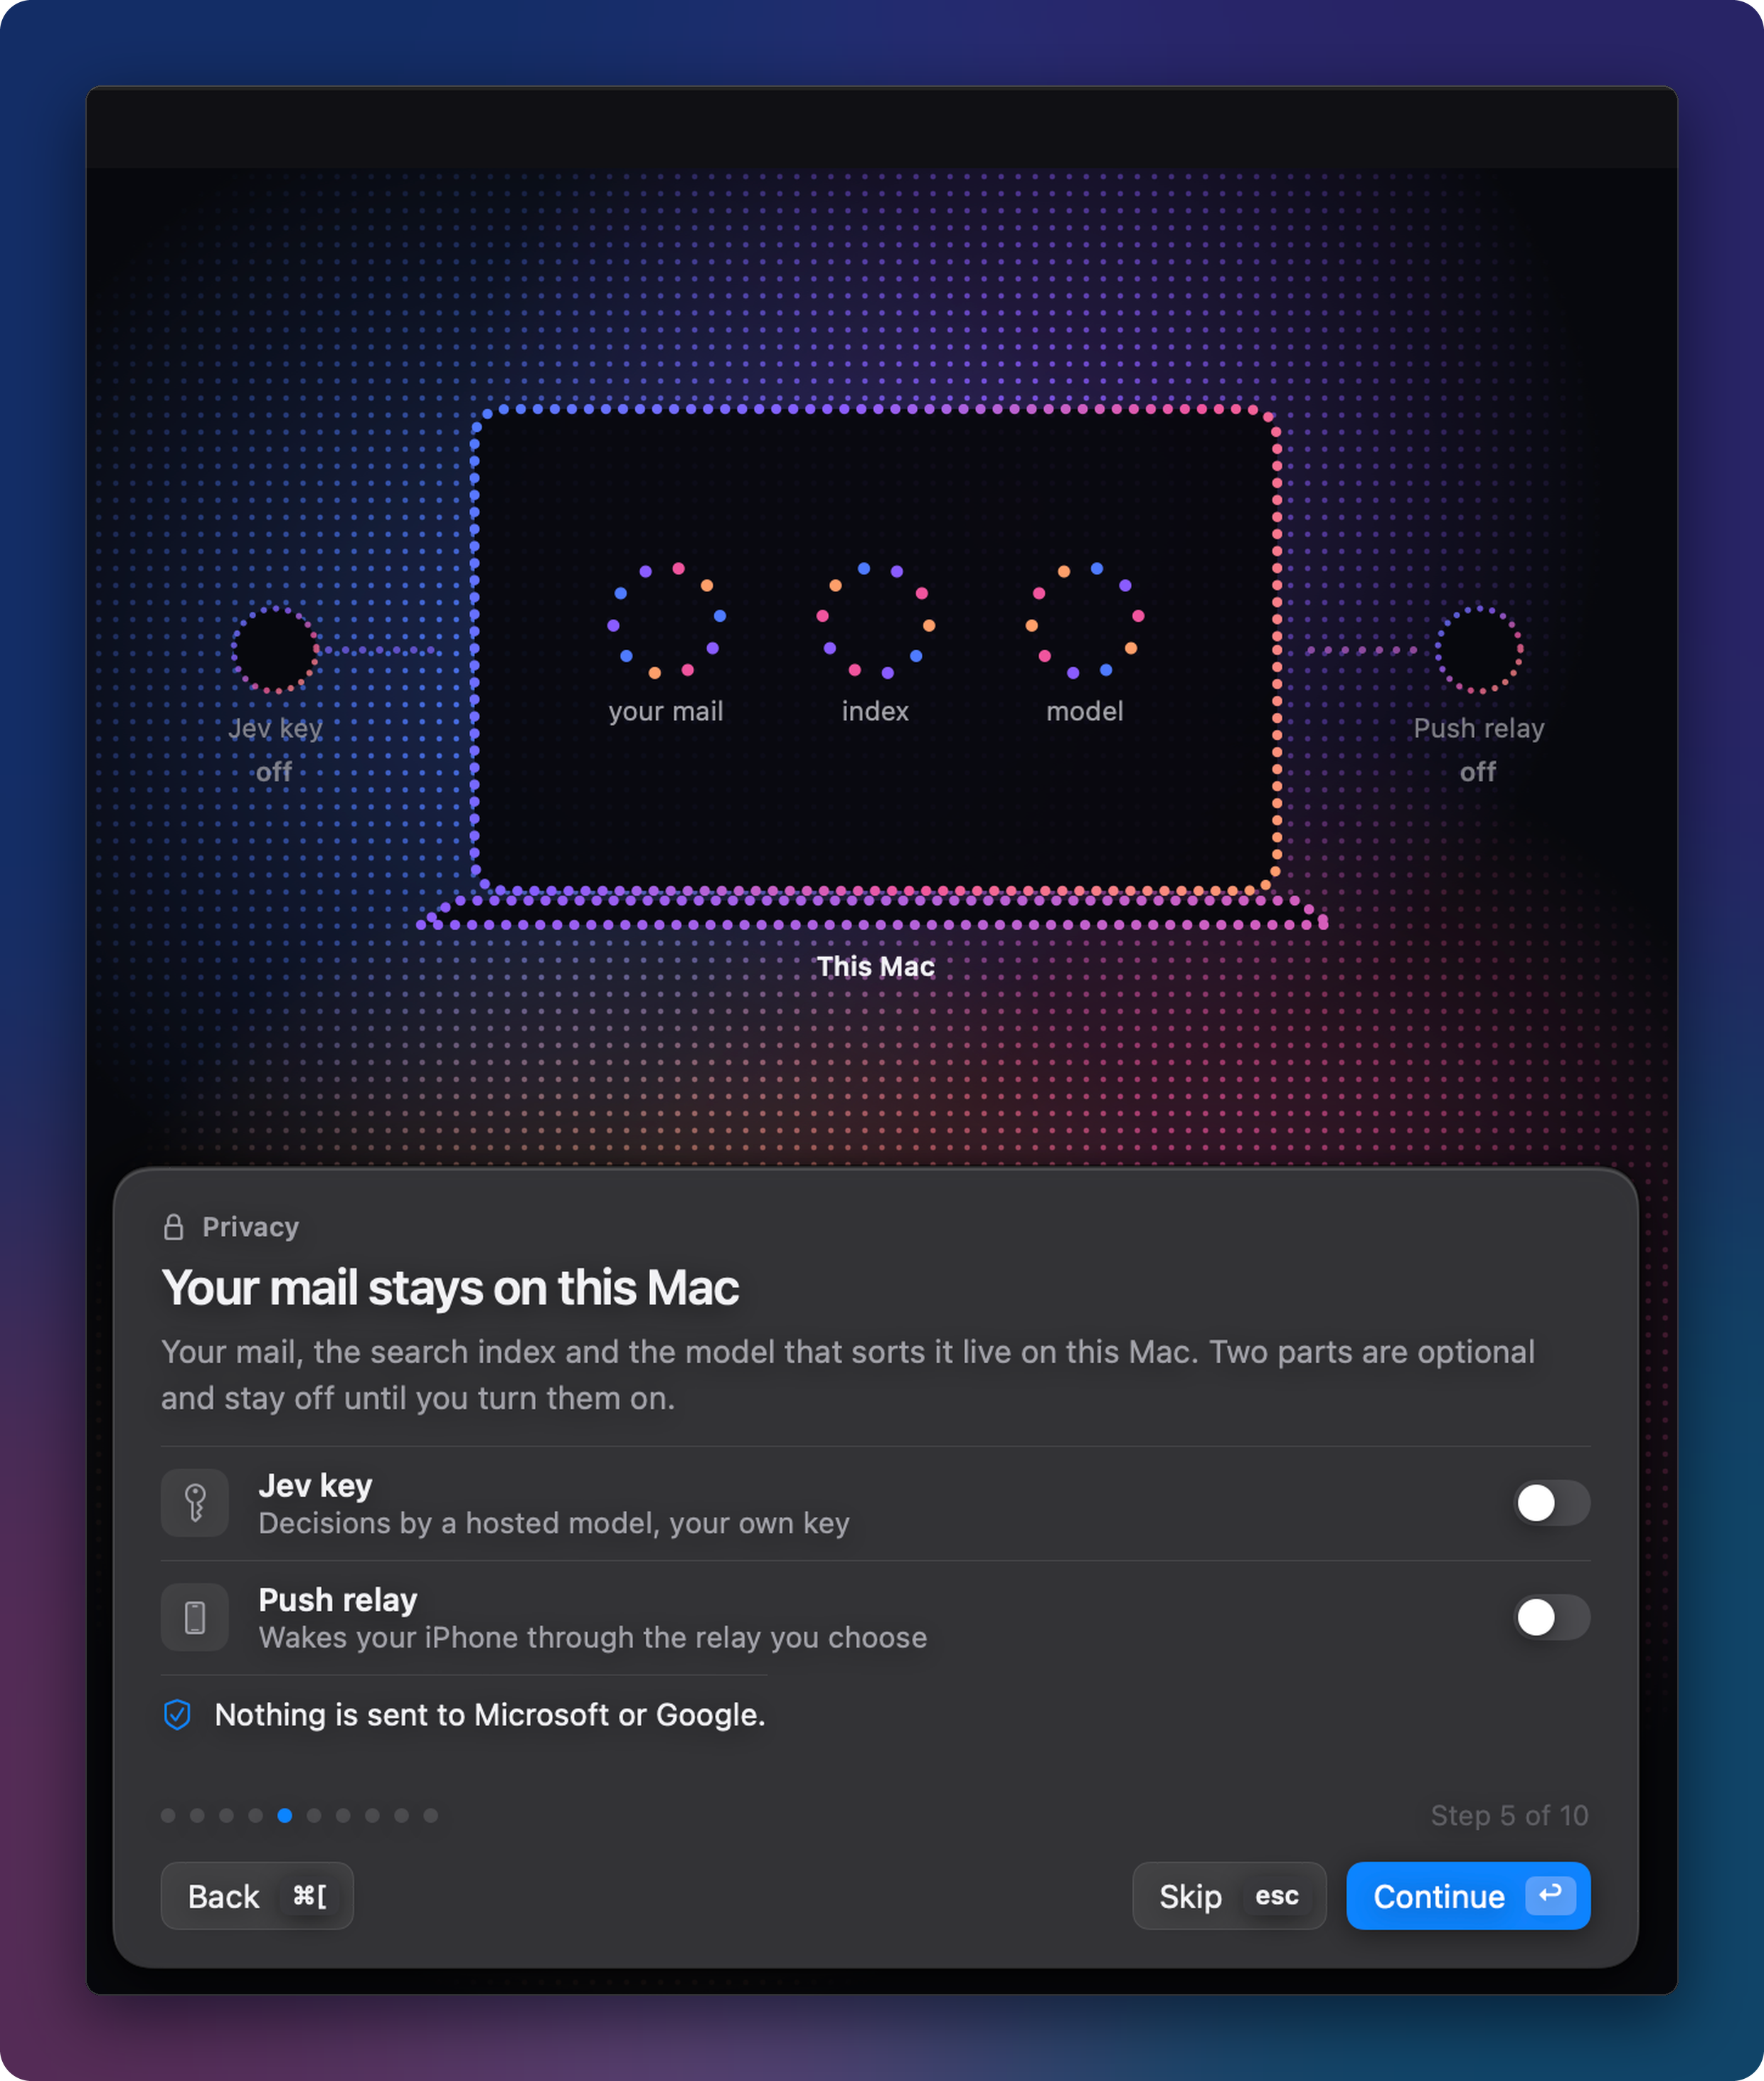 your mail
index
model
Jev key
off
Push relay
off
This Mac
Privacy
Your mail stays on this Mac
Your mail, the search index and the model that sorts it live on this Mac. Two parts are optional
and stay off until you turn them on.
Jev key
Decisions by a hosted model, your own key
Push relay
Wakes your iPhone through the relay you choose
Nothing is sent to Microsoft or Google.
Step 5 of 10
Back ⌘[
Skip esc
Continue ↩